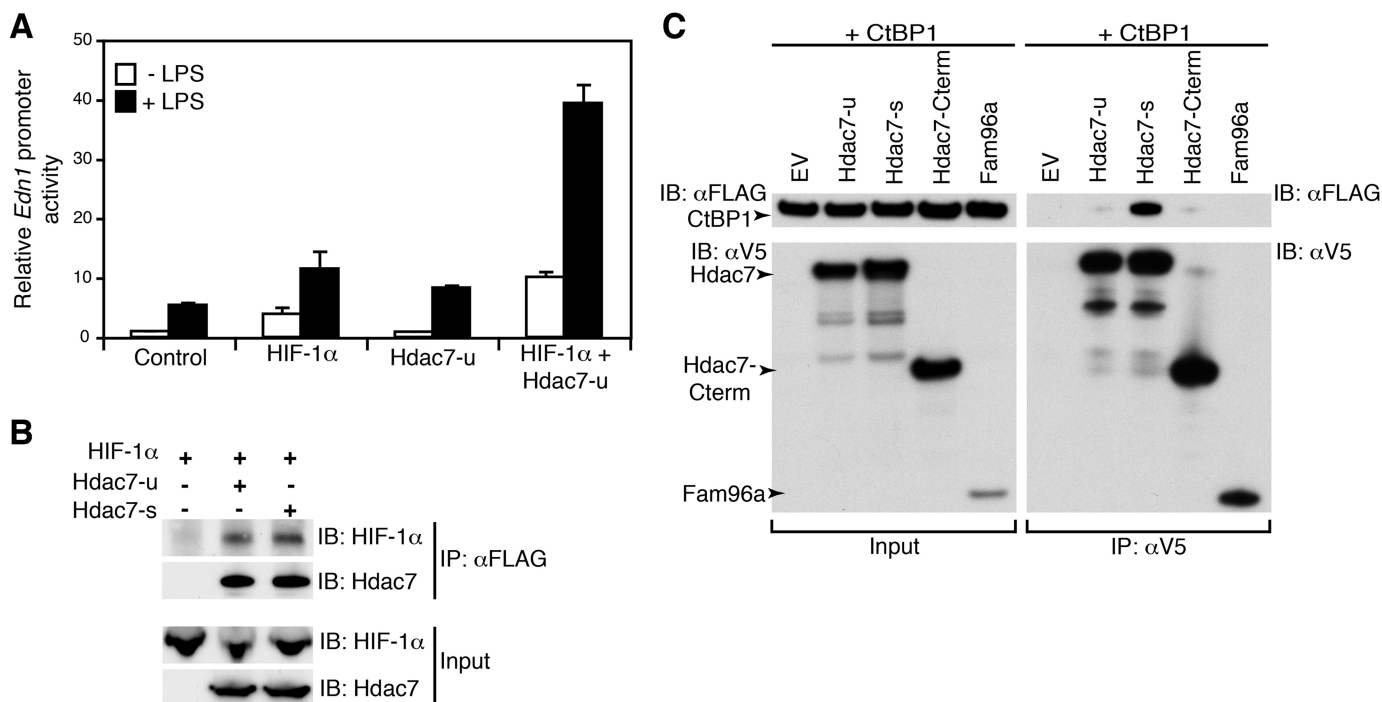 A
50
40
30
20
10
0
Relative Edn1 promoter
activity
- LPS
+ LPS
Control
HIF-1α
Hdac7-u
HIF-1α +
Hdac7-u
B
HIF-1α + + +
Hdac7-u - + -
Hdac7-s - - +
IB: HIF-1α
IB: Hdac7
IP: αFLAG
IB: HIF-1α
IB: Hdac7
Input
C
+ CtBP1
+ CtBP1
EV
Hdac7-u
Hdac7-s
Hdac7-Cterm
Fam96a
EV
Hdac7-u
Hdac7-s
Hdac7-Cterm
Fam96a
IB: αFLAG
CtBP1
IB: αFLAG
IB: αV5
Hdac7
IB: αV5
Hdac7-
Cterm
Fam96a
Input
IP: αV5